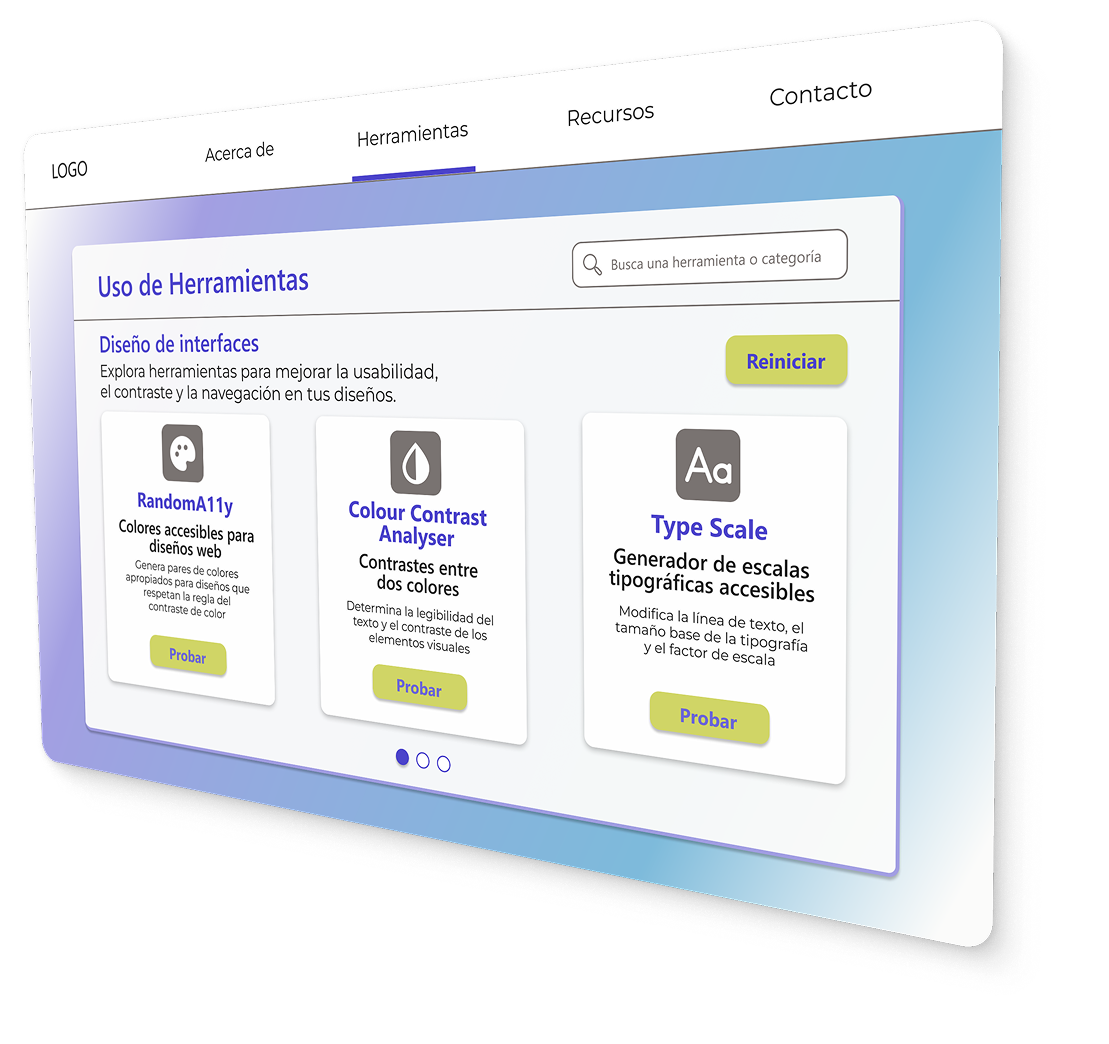 LOGO
Acerca de
Herramientas
Recursos
Contacto
Uso de Herramientas
Busca una herramienta o categoría
Diseño de interfaces
Explora herramientas para mejorar la usabilidad,
el contraste y la navegación en tus diseños.
Reiniciar
RandomA11y
Colores accesibles para
diseños web
Genera pares de colores
apropiados para diseños que
respetan la regla del
contraste de color
Probar
Colour Contrast
Analyser
Contrastes entre
dos colores
Determina la legibilidad del
texto y el contraste de los
elementos visuales
Probar
Aa
Type Scale
Generador de escalas
tipográficas accesibles
Modifica la línea de texto, el
tamaño base de la tipografía
y el factor de escala
Probar